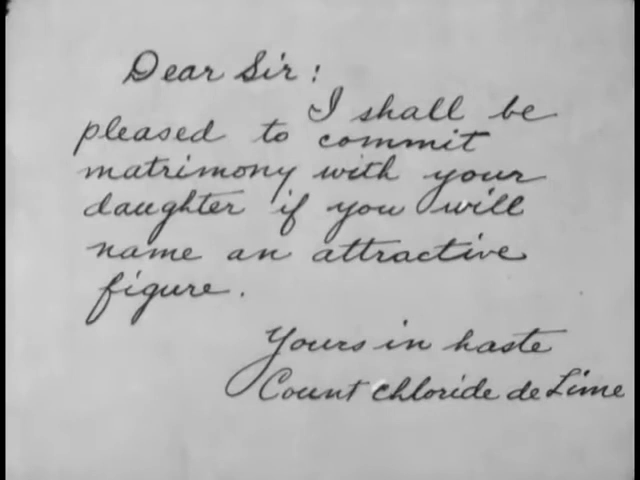 Dear Sir:
I shall be
pleased to commit
matrimony with your
daughter if you will
name an attractive
figure.
Yours in haste
Count Chloride de Lime